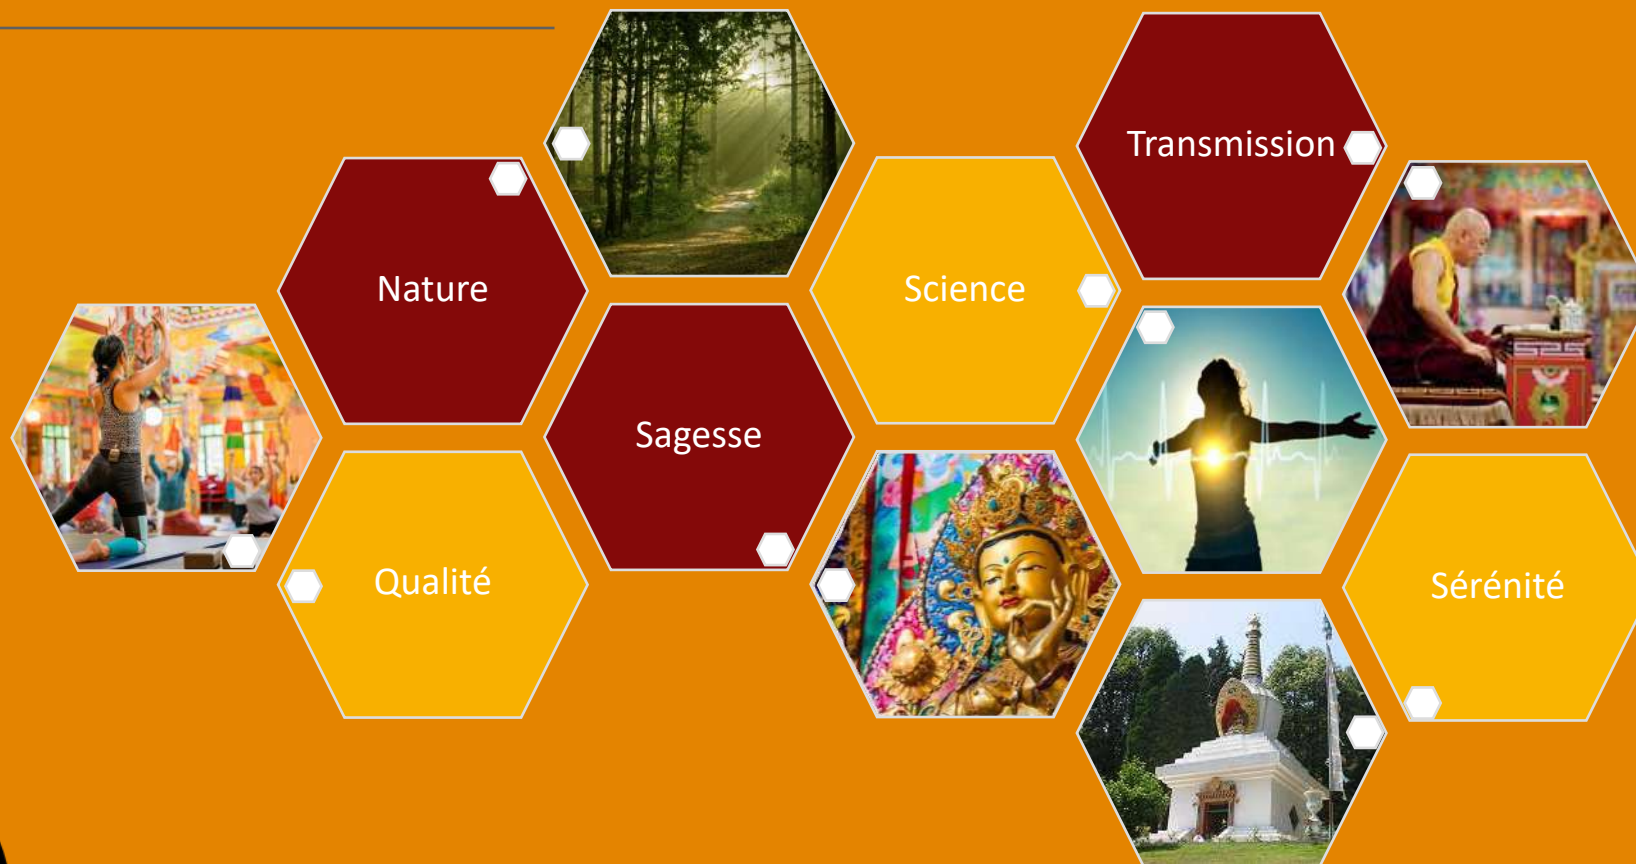 Transmission
Nature
Science
Sagesse
Qualité
Sérénité